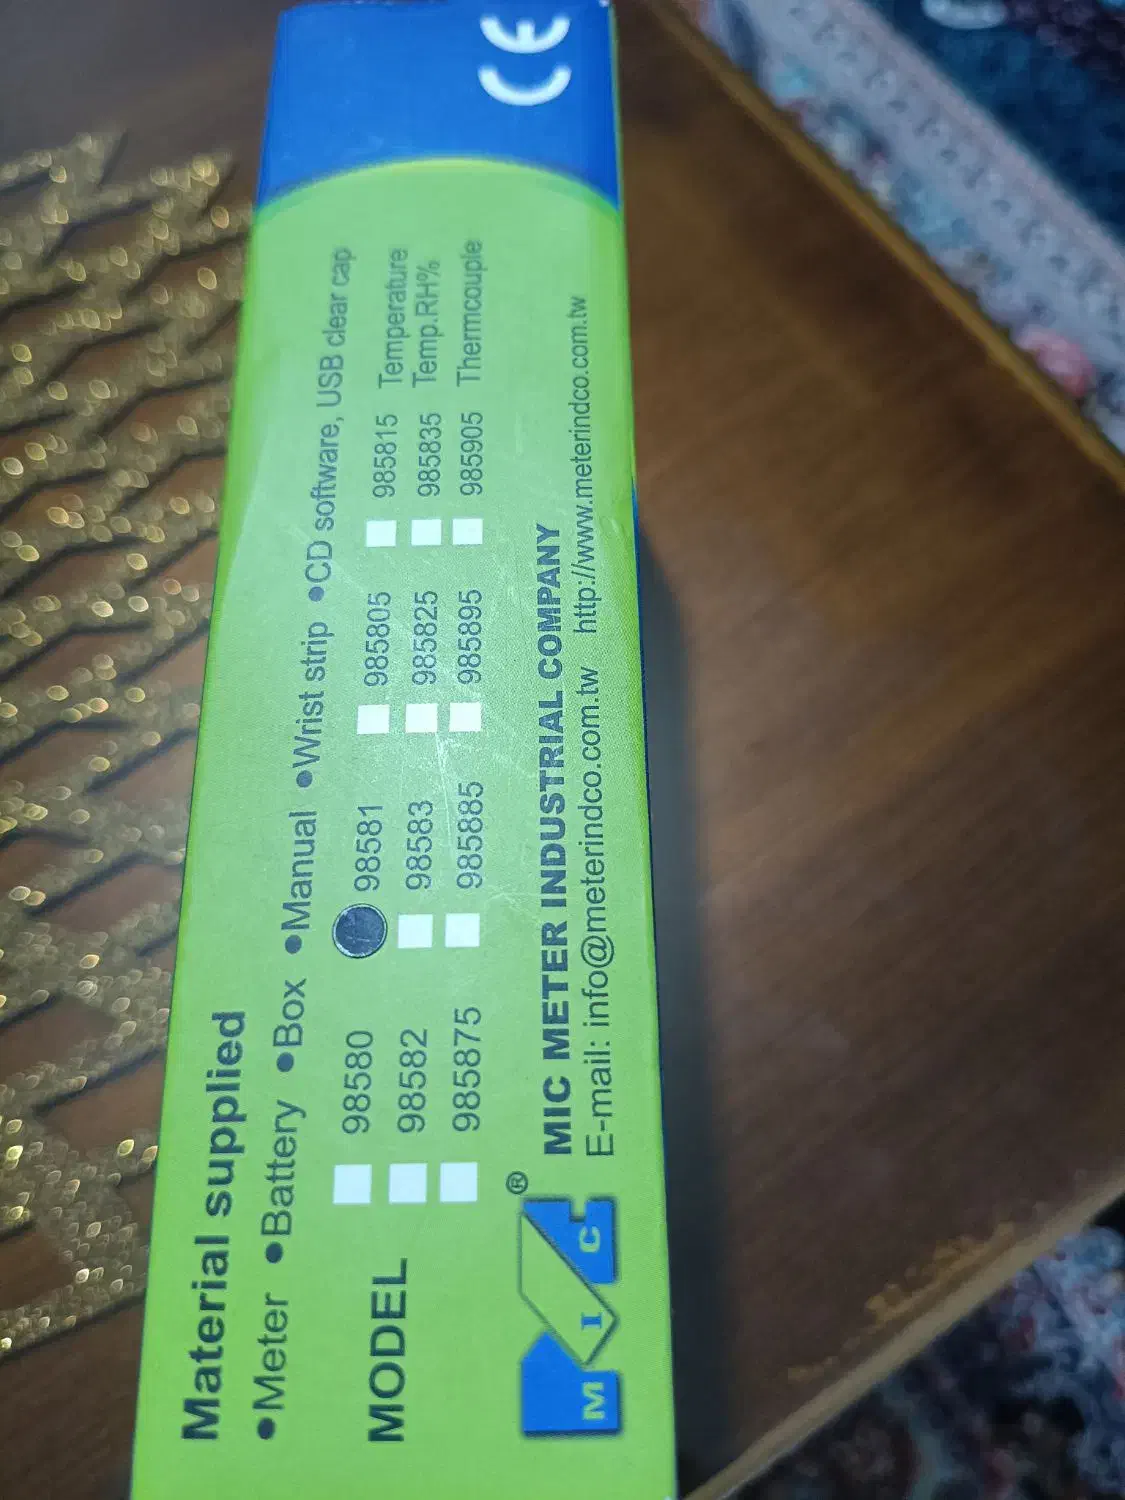 CE
Material supplied
•Meter •Battery •Box •Manual •Wrist strip •CD software, USB clear cap
MODEL 98580 98581 985805 985815 Temperature
98582 98583 985825 985835 Temp.RH%
985875 985885 985895 985905 Thermcouple
MIC ® MIC METER INDUSTRIAL COMPANY
E-mail: info@meterindco.com.tw http://www.meterindco.com.tw